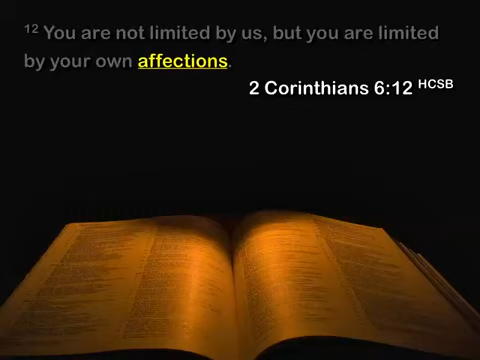 12 You are not limited by us, but you are limited
by your own affections.
2 Corinthians 6:12 HCSB